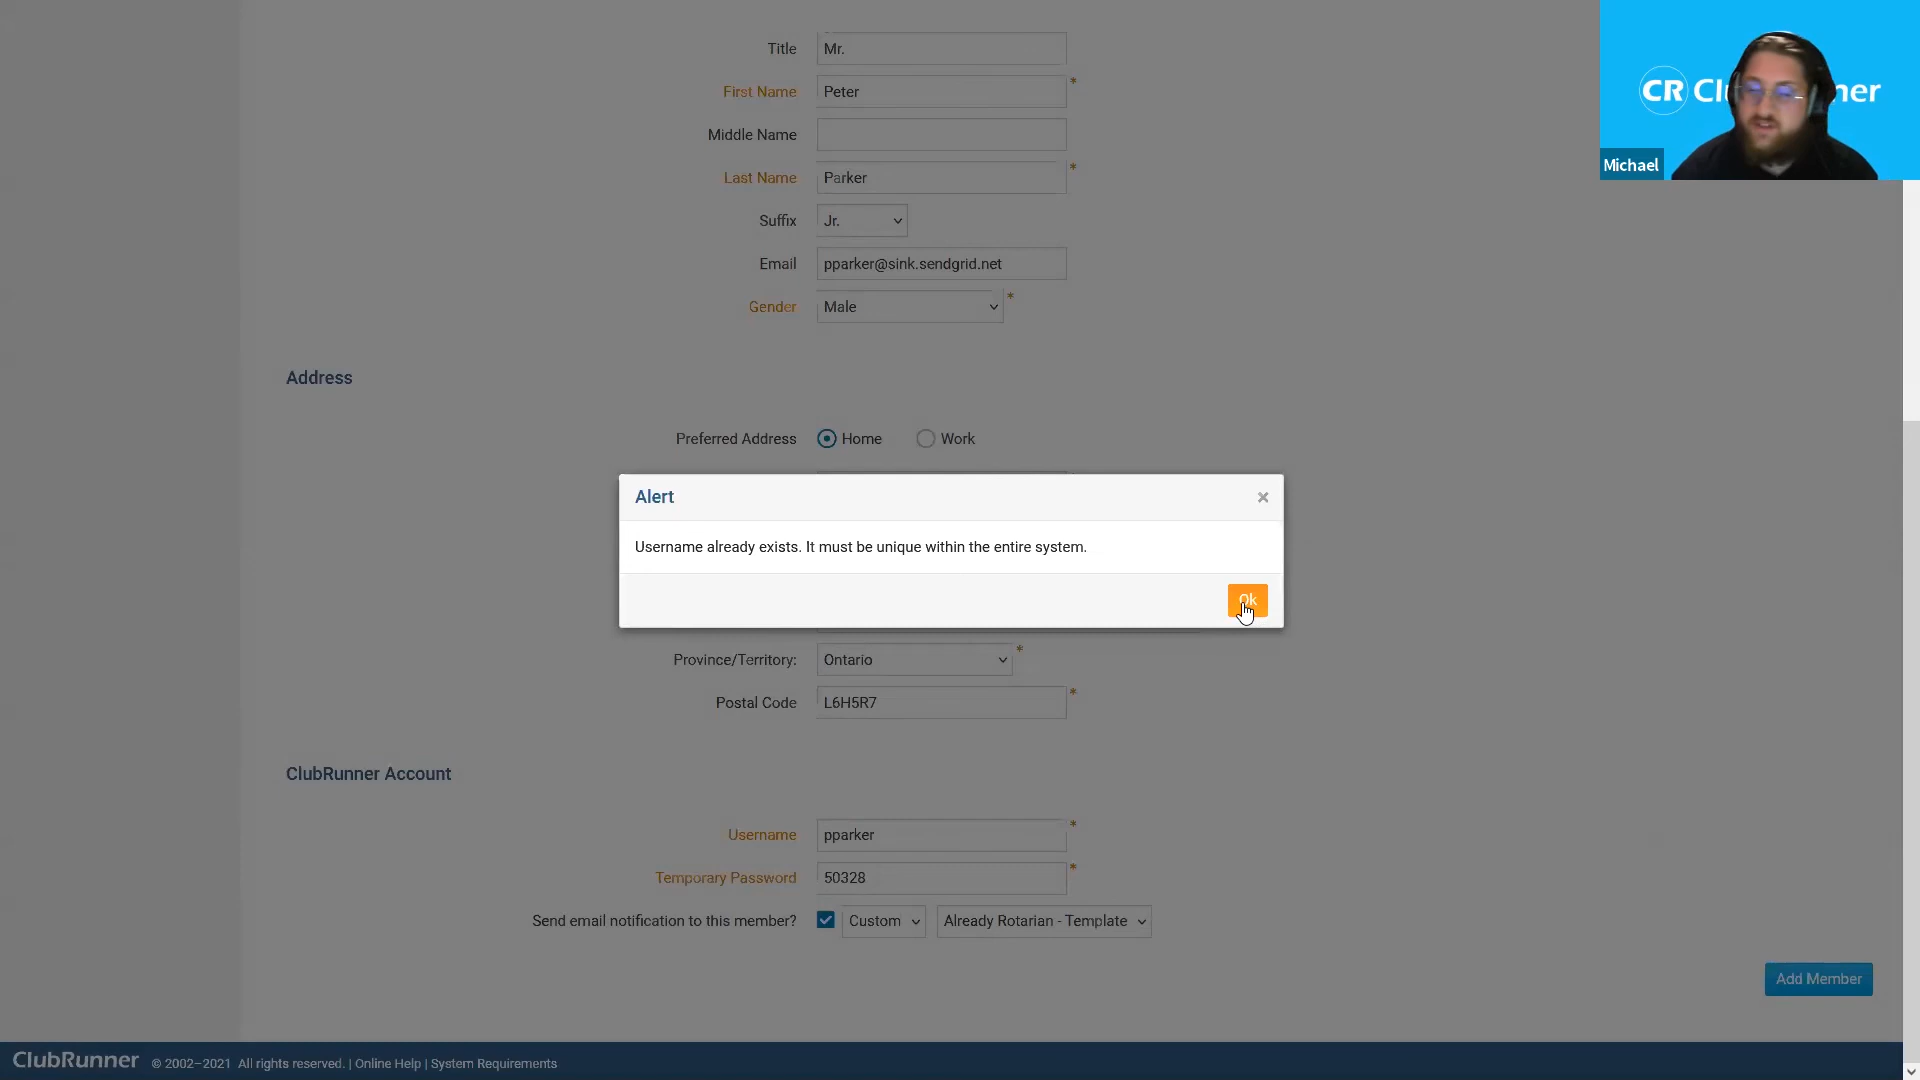 Title Mr.
First Name Peter *
Middle Name
Last Name Parker *
Suffix Jr.
Email pparker@sink.sendgrid.net
Gender Male *
CR Cl ner
Michael
Address
Preferred Address Home Work
Alert ×
Username already exists. It must be unique within the entire system.
Ok
Province/Territory: Ontario *
Postal Code L6H5R7 *
ClubRunner Account
Username pparker *
Temporary Password 50328 *
Send email notification to this member? Custom Already Rotarian - Template
Add Member
ClubRunner © 2002–2021 All rights reserved. | Online Help | System Requirements